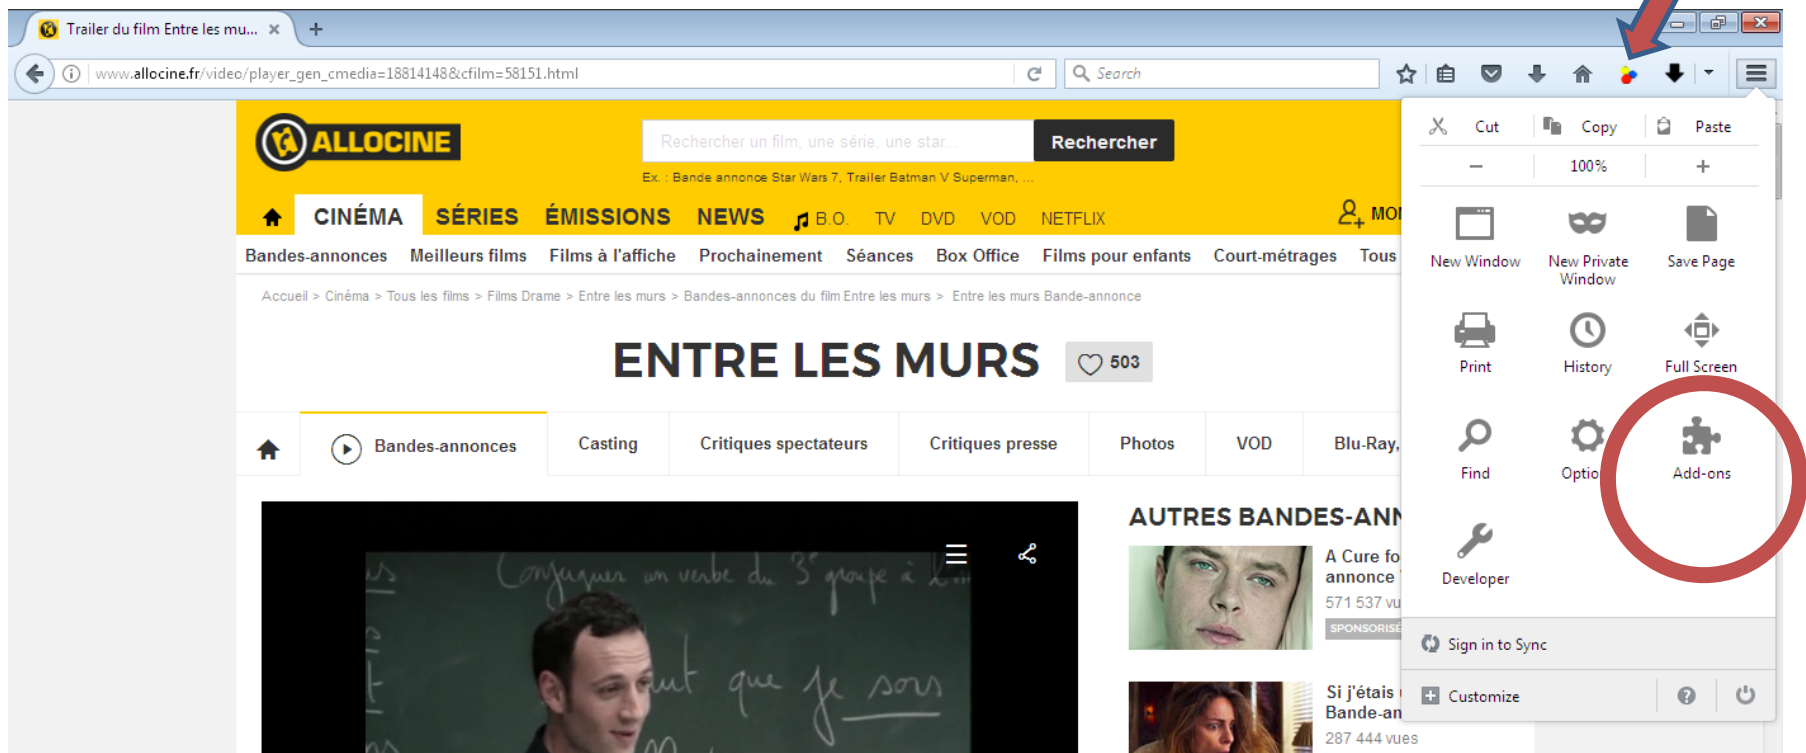 Trailer du film Entre les mu...
www.allocine.fr/video/player_gen_cmedia=18814148&cfilm=58151.html
Search
ALLOCINE
Rechercher un film, une série, une star...
Rechercher
Ex. : Bande annonce Star Wars 7, Trailer Batman V Superman, ...
CINÉMA SÉRIES ÉMISSIONS NEWS B.O. TV DVD VOD NETFLIX
Bandes-annonces Meilleurs films Films à l'affiche Prochainement Séances Box Office Films pour enfants Court-métrages Tous
Accueil > Cinéma > Tous les films > Films Drame > Entre les murs > Bandes-annonces du film Entre les murs > Entre les murs Bande-annonce
ENTRE LES MURS
503
Bandes-annonces Casting Critiques spectateurs Critiques presse Photos VOD Blu-Ray,
Conjuguer un verbe du 3e groupe à
que je sors
AUTRES BANDES-ANN
A Cure fo
annonce
571 537 vu
SPONSORISÉ
Si j'étais
Bande-an
287 444 vues
Cut Copy Paste
− 100% +
New Window
New Private
Window
Save Page
Print History Full Screen
Find Optio Add-ons
Developer
Sign in to Sync
Customize